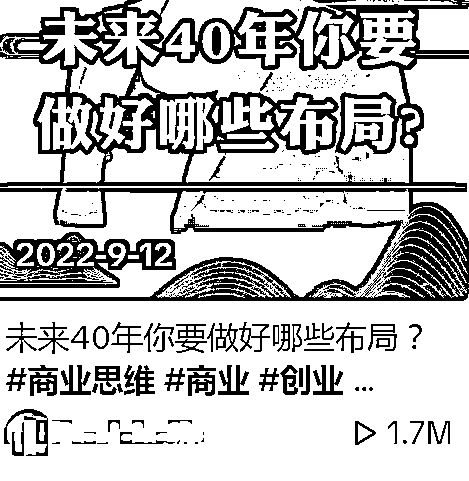 未来40年你要
做好哪些布局?
2022-9-12
未来40年你要做好哪些布局？
#商业思维 #商业 #创业 ...
1.7M